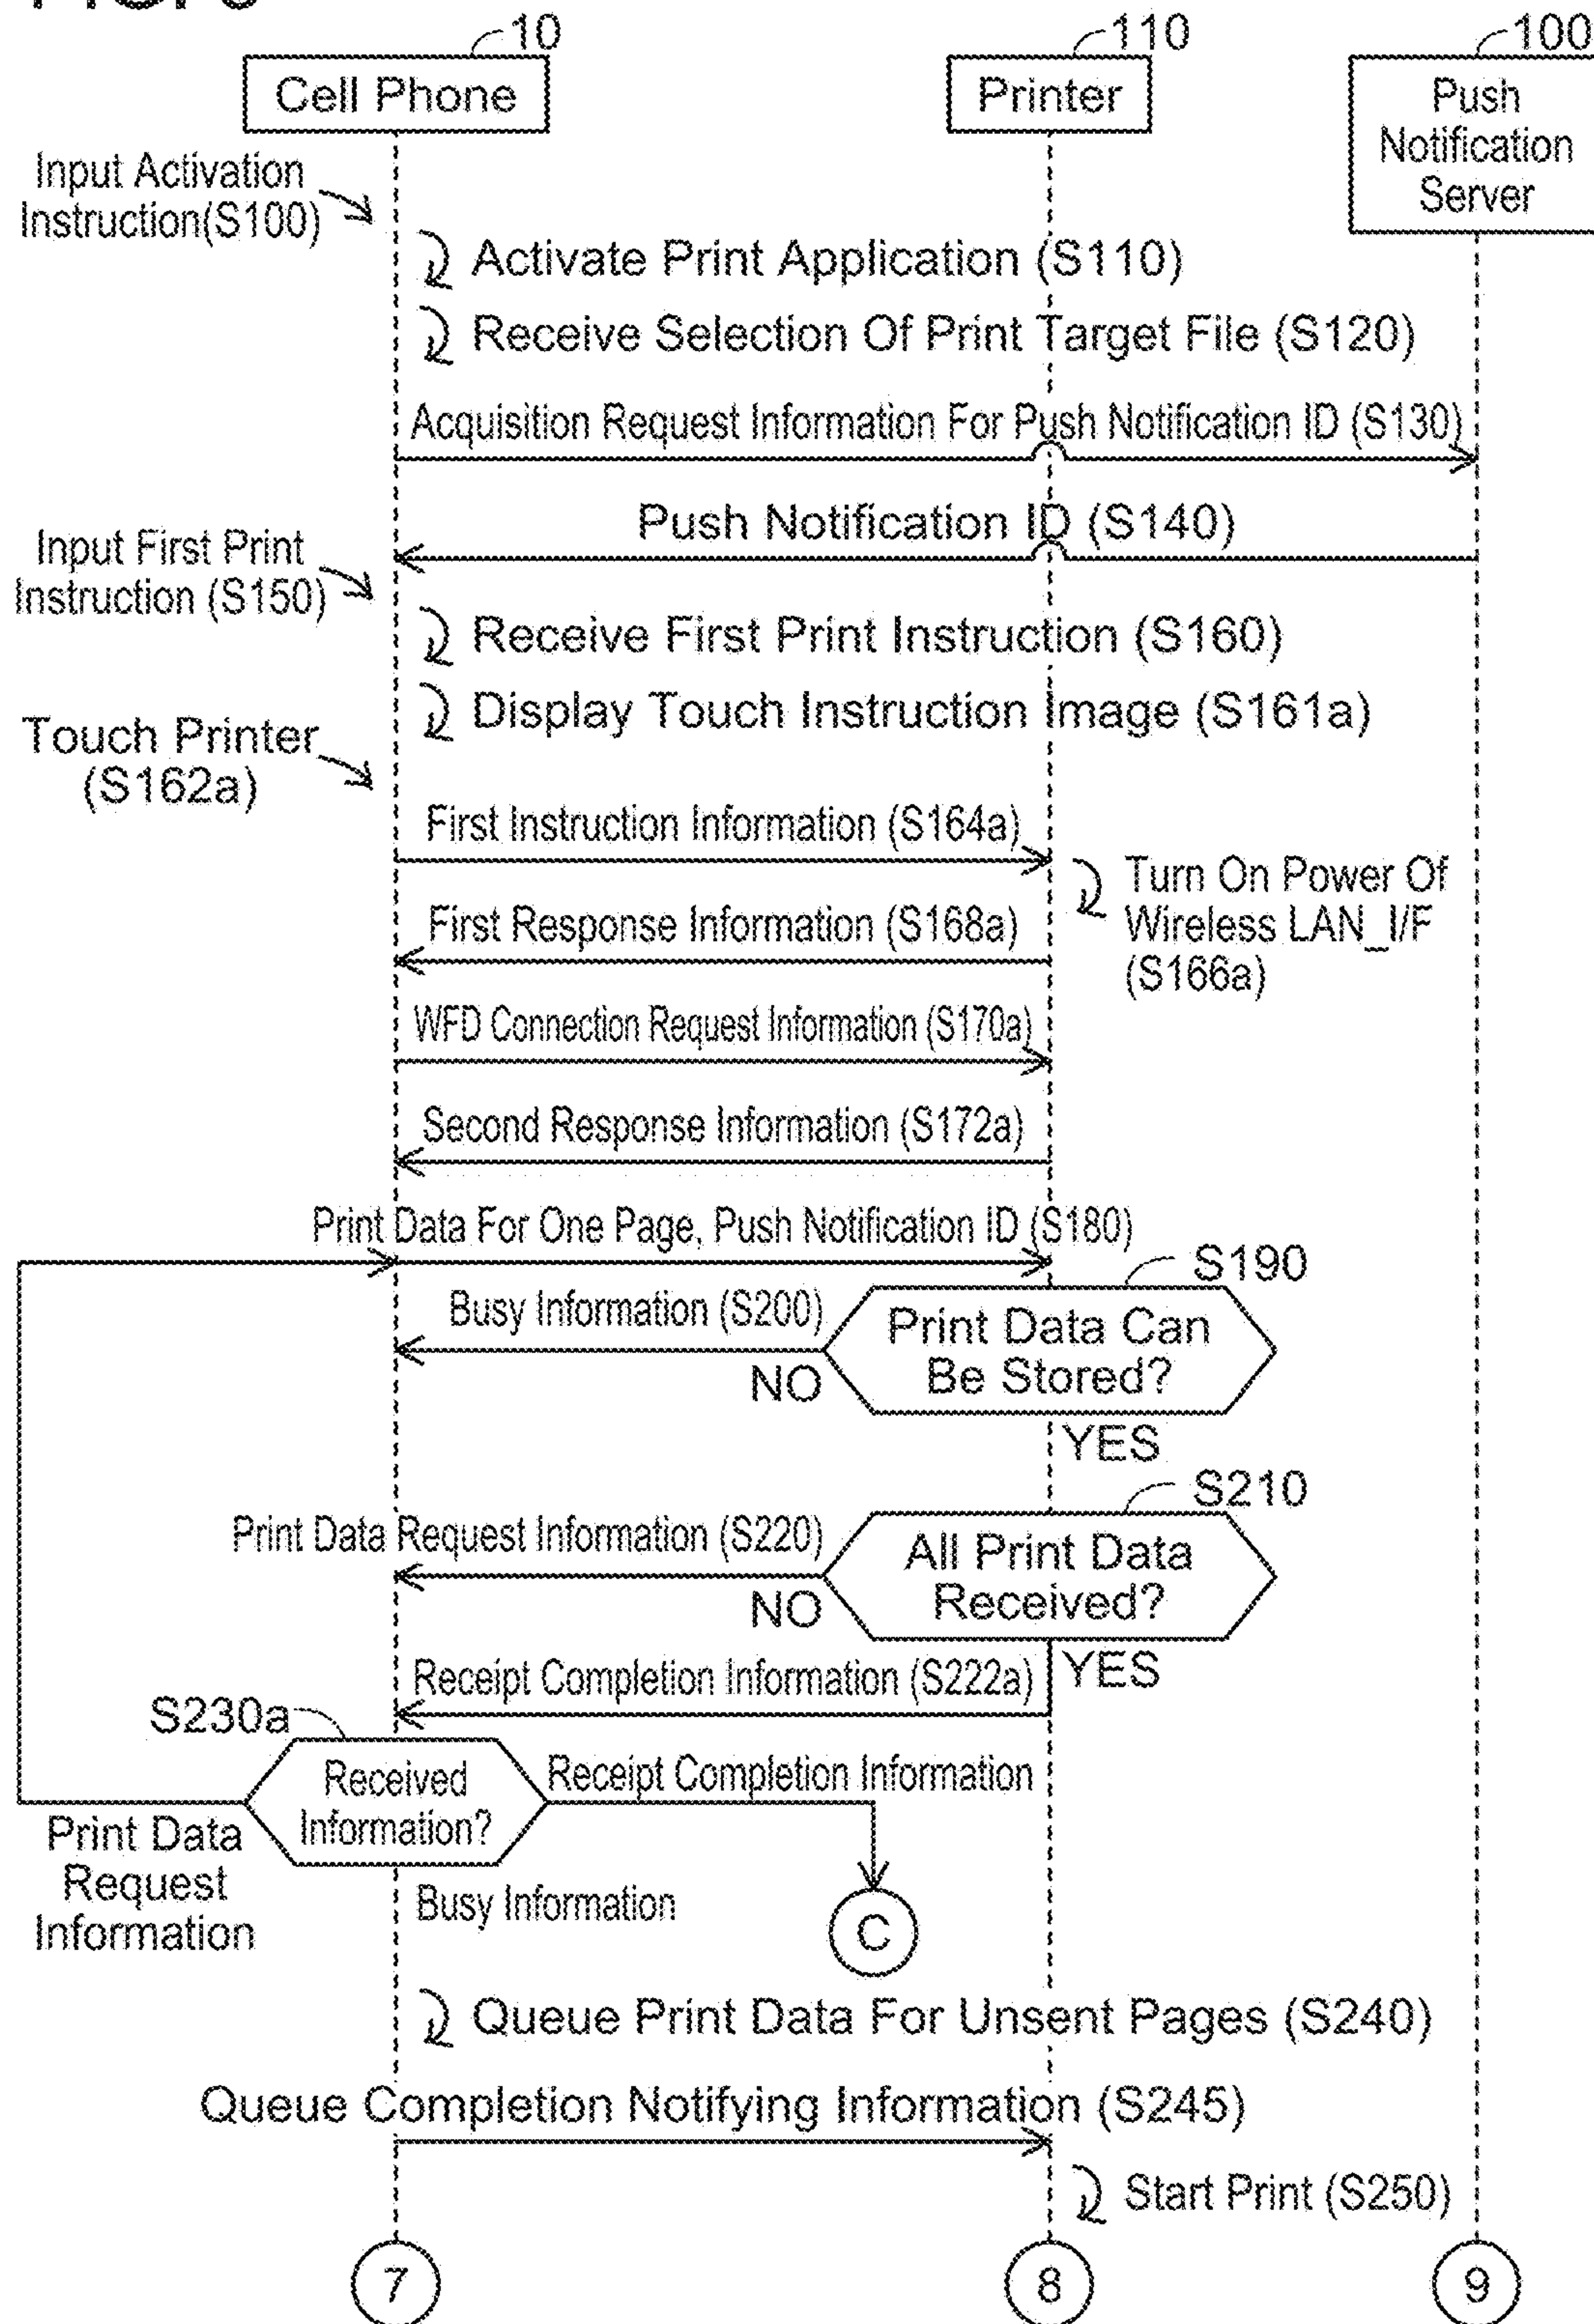 10
110
100
Cell Phone
Printer
Push
Notification
Server
Input Activation
Instruction(S100)
Activate Print Application (S110)
Receive Selection Of Print Target File (S120)
Acquisition Request Information For Push Notification ID (S130)
Push Notification ID (S140)
Input First Print
Instruction (S150)
Receive First Print Instruction (S160)
Display Touch Instruction Image (S161a)
Touch Printer
(S162a)
First Instruction Information (S164a)
Turn On Power Of
Wireless LAN_I/F
(S166a)
First Response Information (S168a)
WFD Connection Request Information (S170a)
Second Response Information (S172a)
Print Data For One Page, Push Notification ID (S180)
S190
Busy Information (S200)
Print Data Can
Be Stored?
NO
YES
S210
Print Data Request Information (S220)
All Print Data
Received?
NO
YES
Receipt Completion Information (S222a)
S230a
Received
Information?
Receipt Completion Information
Print Data
Request
Information
Busy Information
C
Queue Print Data For Unsent Pages (S240)
Queue Completion Notifying Information (S245)
Start Print (S250)
7
8
9